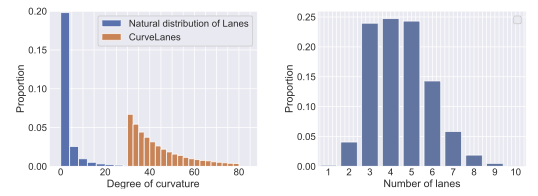 0.20
0.15
0.10
0.05
0.00
Proportion
Natural distribution of Lanes
CurveLanes
0 20 40 60 80
Degree of curvature
0.25
0.20
0.15
0.10
0.05
0.00
Proportion
1 2 3 4 5 6 7 8 9 10
Number of lanes